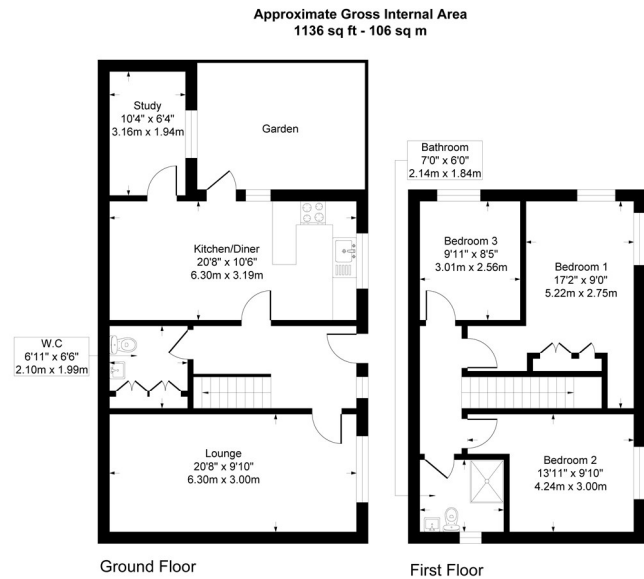 Approximate Gross Internal Area
1136 sq ft - 106 sq m
Study
10'4" x 6'4"
3.16m x 1.94m
Garden
Bathroom
7'0" x 6'0"
2.14m x 1.84m
Kitchen/Diner
20'8" x 10'6"
6.30m x 3.19m
Bedroom 3
9'11" x 8'5"
3.01m x 2.56m
Bedroom 1
17'2" x 9'0"
5.22m x 2.75m
W.C
6'11" x 6'6"
2.10m x 1.99m
Lounge
20'8" x 9'10"
6.30m x 3.00m
Bedroom 2
13'11" x 9'10"
4.24m x 3.00m
Ground Floor
First Floor